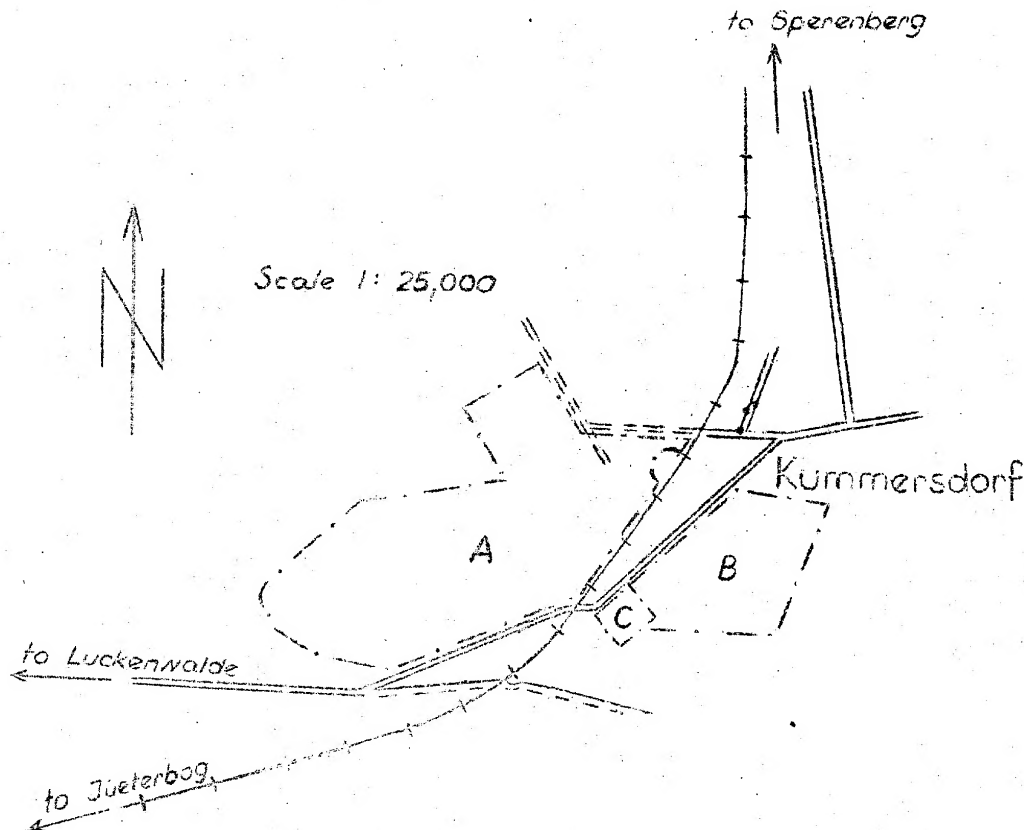 to Sperenberg
N
Scale 1: 25,000
Kummersdorf
A
B
C
to Luckenwalde
to Jueterbog